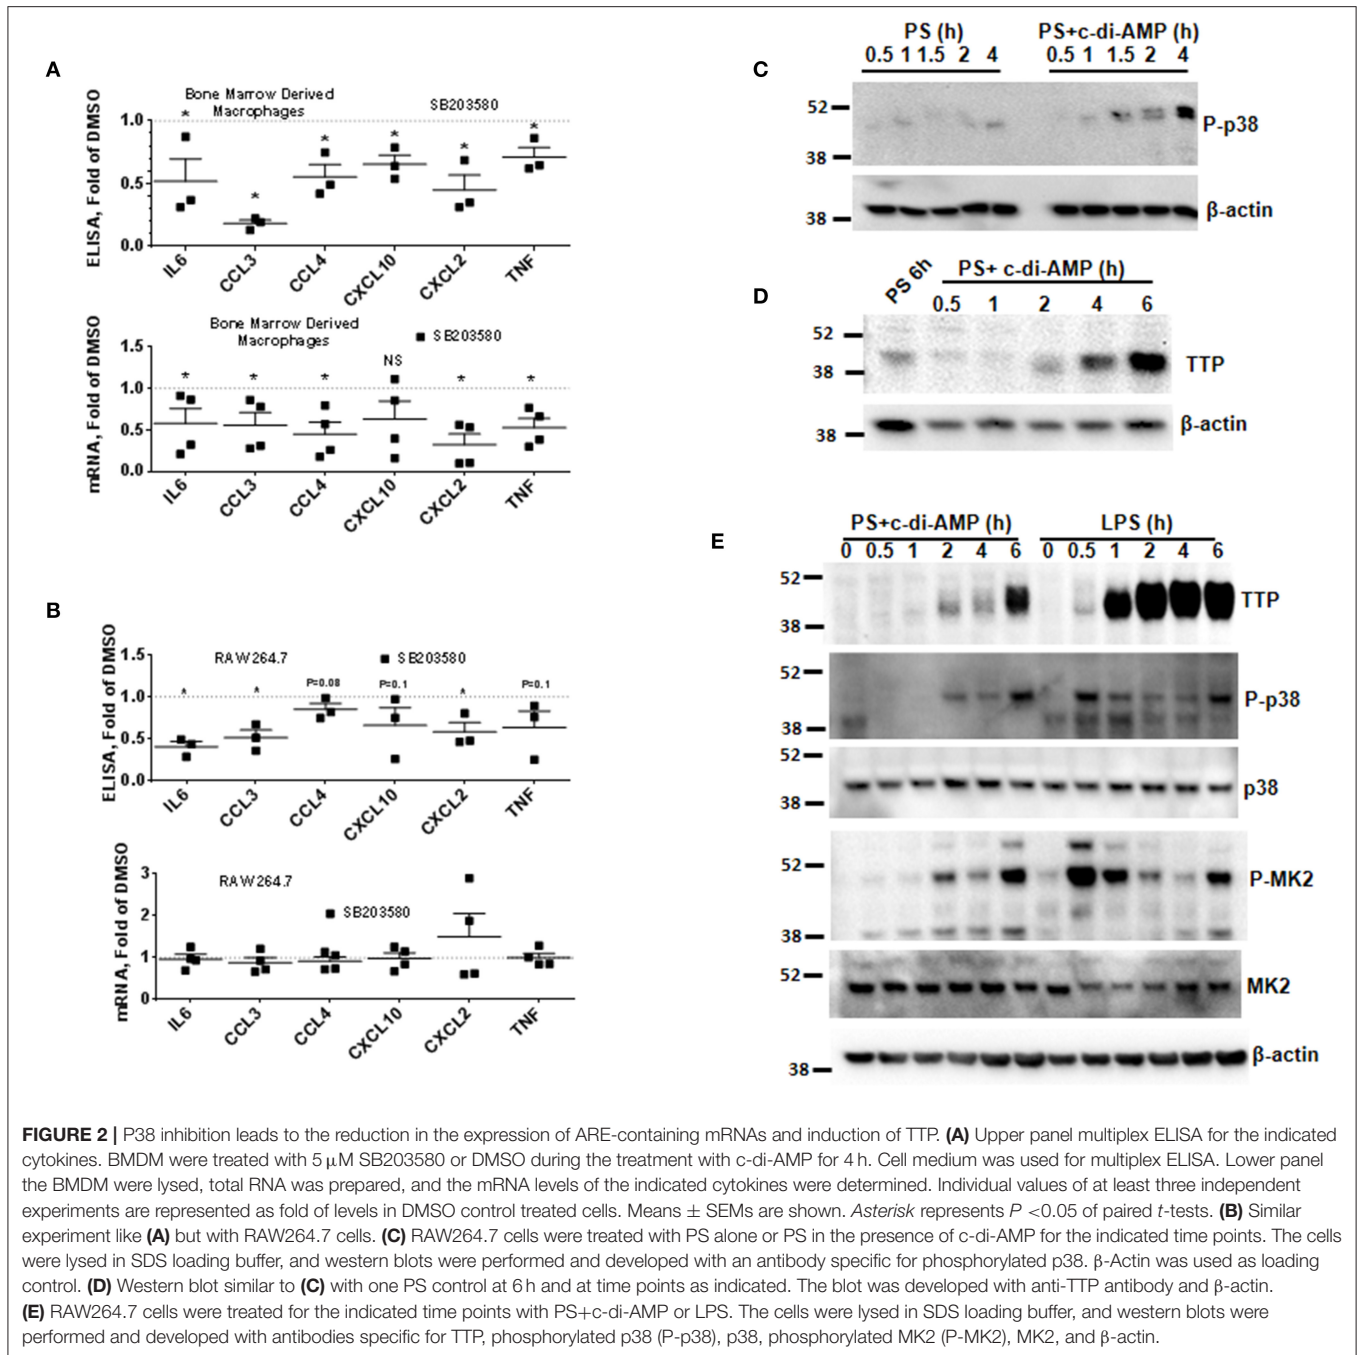 A
Bone Marrow Derived
Macrophages
SB203580
ELISA, Fold of DMSO
1.0
0.5
0.0
* * * * * *
IL6 CCL3 CCL4 CXCL10 CXCL2 TNF
Bone Marrow Derived
Macrophages
SB203580
mRNA, Fold of DMSO
1.5
1.0
0.5
0.0
* * * NS * *
IL6 CCL3 CCL4 CXCL10 CXCL2 TNF
B
RAW264.7
SB203580
ELISA, Fold of DMSO
1.5
1.0
0.5
0.0
* * P=0.08 P=0.1 * P=0.1
IL6 CCL3 CCL4 CXCL10 CXCL2 TNF
RAW264.7
SB203580
mRNA, Fold of DMSO
3
2
1
0
IL6 CCL3 CCL4 CXCL10 CXCL2 TNF
C
PS (h) PS+c-di-AMP (h)
0.5 1 1.5 2 4 0.5 1 1.5 2 4
52
P-p38
38
38
β-actin
D
PS 6h PS+ c-di-AMP (h)
0.5 1 2 4 6
52
38
TTP
38
β-actin
E
PS+c-di-AMP (h) LPS (h)
0 0.5 1 2 4 6 0 0.5 1 2 4 6
52
TTP
38
52
P-p38
38
52
p38
38
52
P-MK2
38
52
MK2
β-actin
38
FIGURE 2 | P38 inhibition leads to the reduction in the expression of ARE-containing mRNAs and induction of TTP. (A) Upper panel multiplex ELISA for the indicated
cytokines. BMDM were treated with 5 μM SB203580 or DMSO during the treatment with c-di-AMP for 4 h. Cell medium was used for multiplex ELISA. Lower panel
the BMDM were lysed, total RNA was prepared, and the mRNA levels of the indicated cytokines were determined. Individual values of at least three independent
experiments are represented as fold of levels in DMSO control treated cells. Means ± SEMs are shown. Asterisk represents P <0.05 of paired t-tests. (B) Similar
experiment like (A) but with RAW264.7 cells. (C) RAW264.7 cells were treated with PS alone or PS in the presence of c-di-AMP for the indicated time points. The cells
were lysed in SDS loading buffer, and western blots were performed and developed with an antibody specific for phosphorylated p38. β-Actin was used as loading
control. (D) Western blot similar to (C) with one PS control at 6 h and at time points as indicated. The blot was developed with anti-TTP antibody and β-actin.
(E) RAW264.7 cells were treated for the indicated time points with PS+c-di-AMP or LPS. The cells were lysed in SDS loading buffer, and western blots were
performed and developed with antibodies specific for TTP, phosphorylated p38 (P-p38), p38, phosphorylated MK2 (P-MK2), MK2, and β-actin.